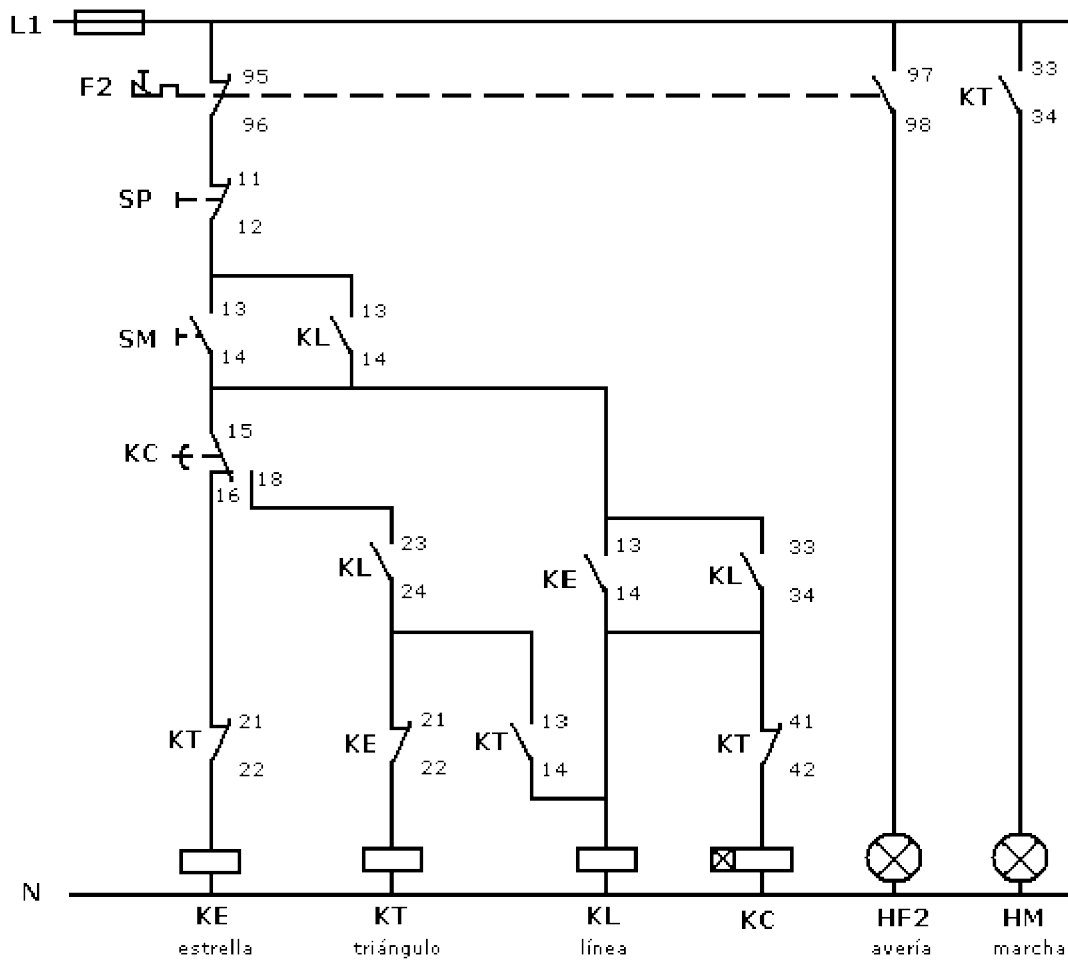 L1
F2 95 97 33
KT
96 98 34
SP 11
12
13 13
SM KL
14 14
15
KC
16 18
23 13 33
KL KE KL
24 14 34
21 21 13 41
KT KE KT KT
22 22 14 42
N
KE KT KL KC HF2 HM
estrella triángulo línea avería marcha